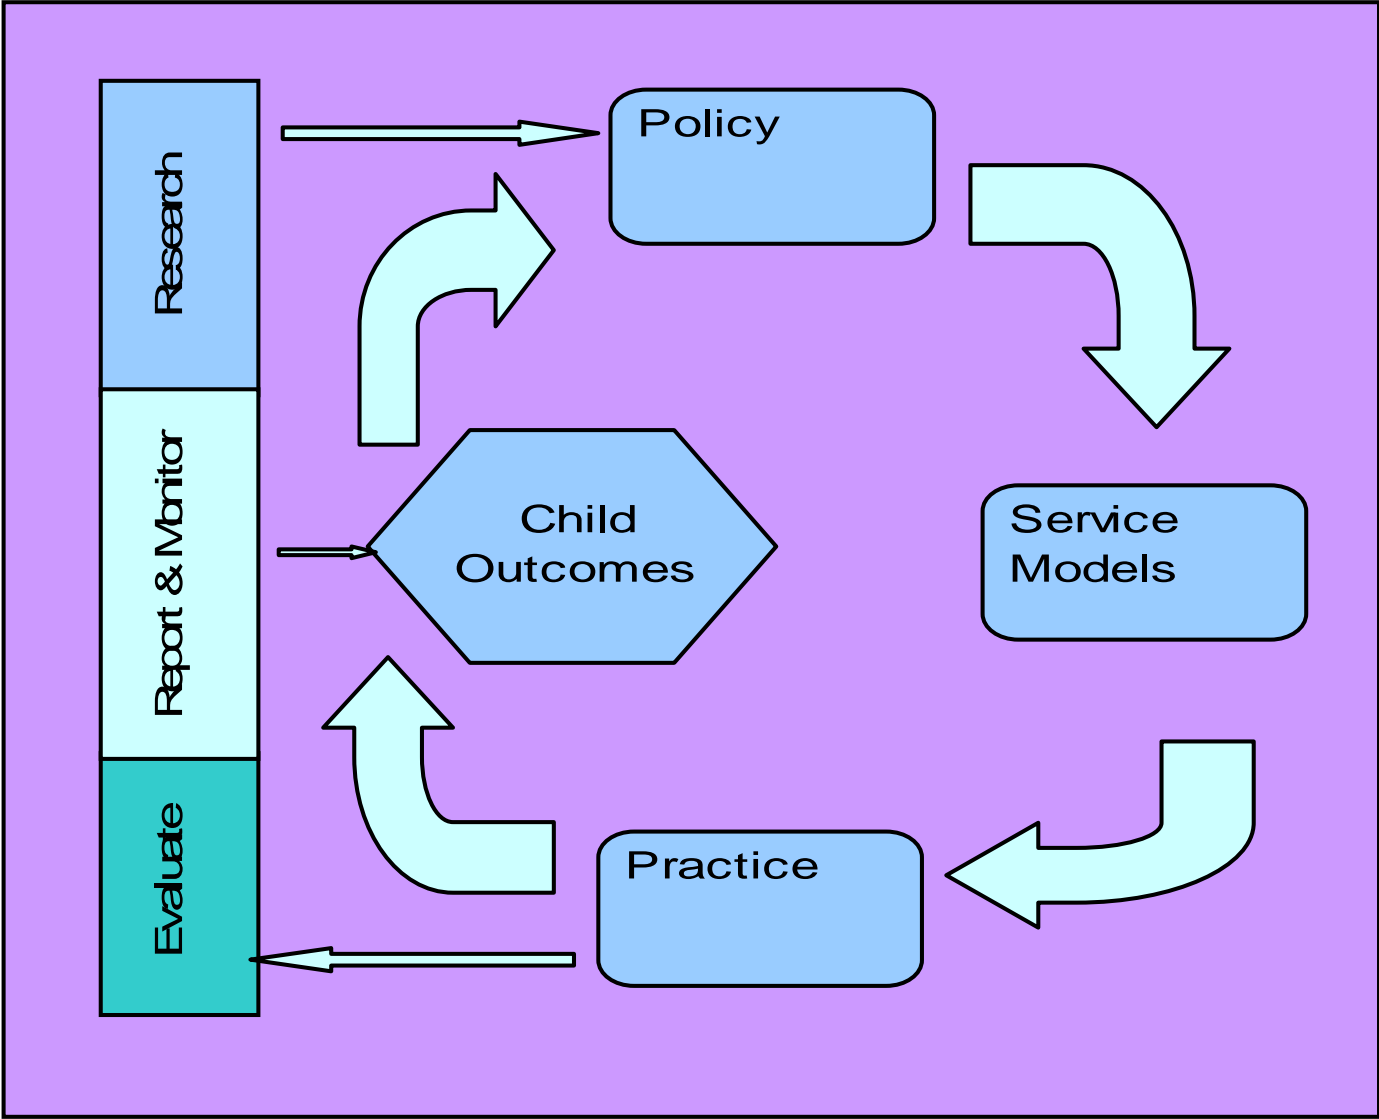 Research
Report & Monitor
Evaluate
Policy
Child
Outcomes
Service
Models
Practice